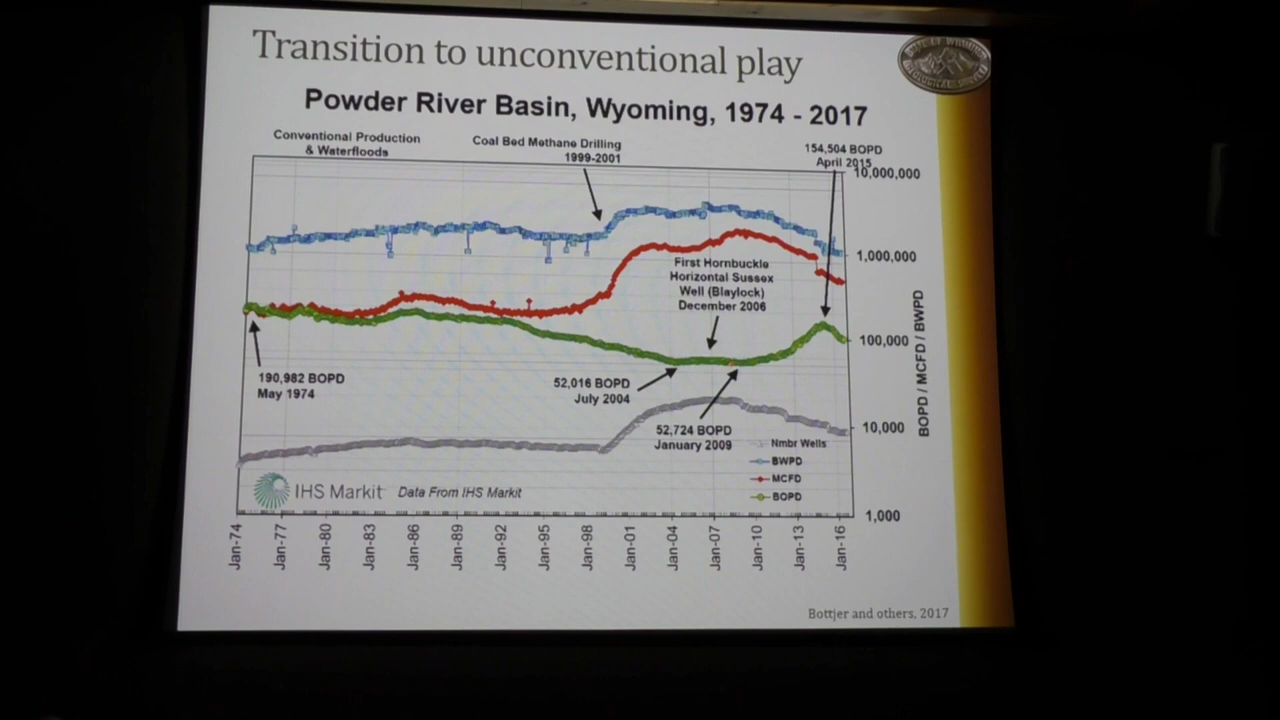 Transition to unconventional play
Powder River Basin, Wyoming, 1974 - 2017
Conventional Production
& Waterfloods
Coal Bed Methane Drilling
1999-2001
154,504 BOPD
April 2015
10,000,000
1,000,000
100,000
10,000
1,000
BOPD / MCFD / BWPD
First Hornbuckle
Horizontal Sussex
Well (Blaylock)
December 2006
190,982 BOPD
May 1974
52,016 BOPD
July 2004
52,724 BOPD
January 2009
Nmbr Wells
BWPD
MCFD
BOPD
IHS Markit
Data From IHS Markit
Jan-74
Jan-77
Jan-80
Jan-83
Jan-86
Jan-89
Jan-92
Jan-95
Jan-98
Jan-01
Jan-04
Jan-07
Jan-10
Jan-13
Jan-16
Bottjer and others, 2017